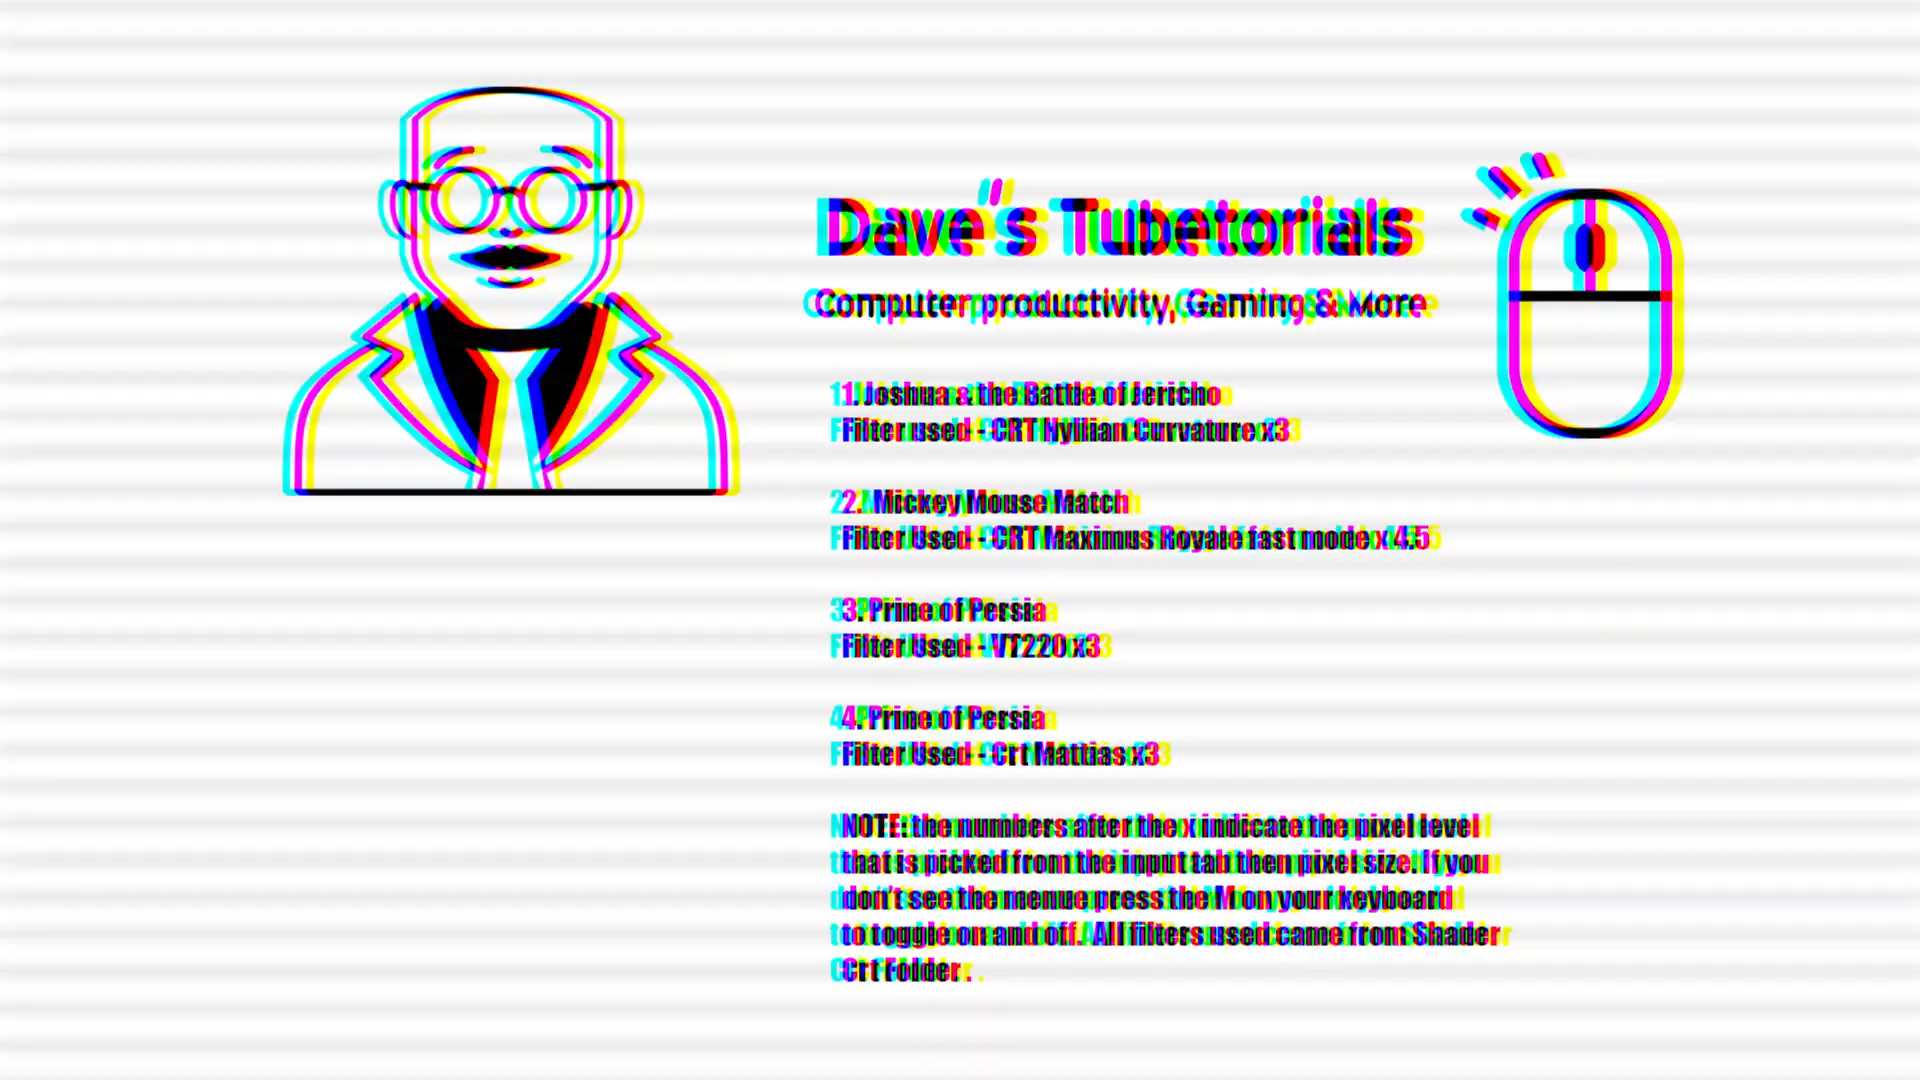 Dave's Tubetorials
Computer productivity, Gaming & More
1. Joshua & the Battle of Jericho
Filter used - CRT Nyllian Curvature x3
2. Mickey Mouse Match
Filter Used - CRT Maximus Royale fast mode x 4.5
3. Prine of Persia
Filter Used - VT220 x3
4. Prine of Persia
Filter Used - Crt Mattias x3
NOTE: the numbers after the x indicate the pixel level
that is picked from the input tab then pixel size. If you
don't see the menue press the M on your keyboard
to toggle on and off. All filters used came from Shader
Crt Folder .